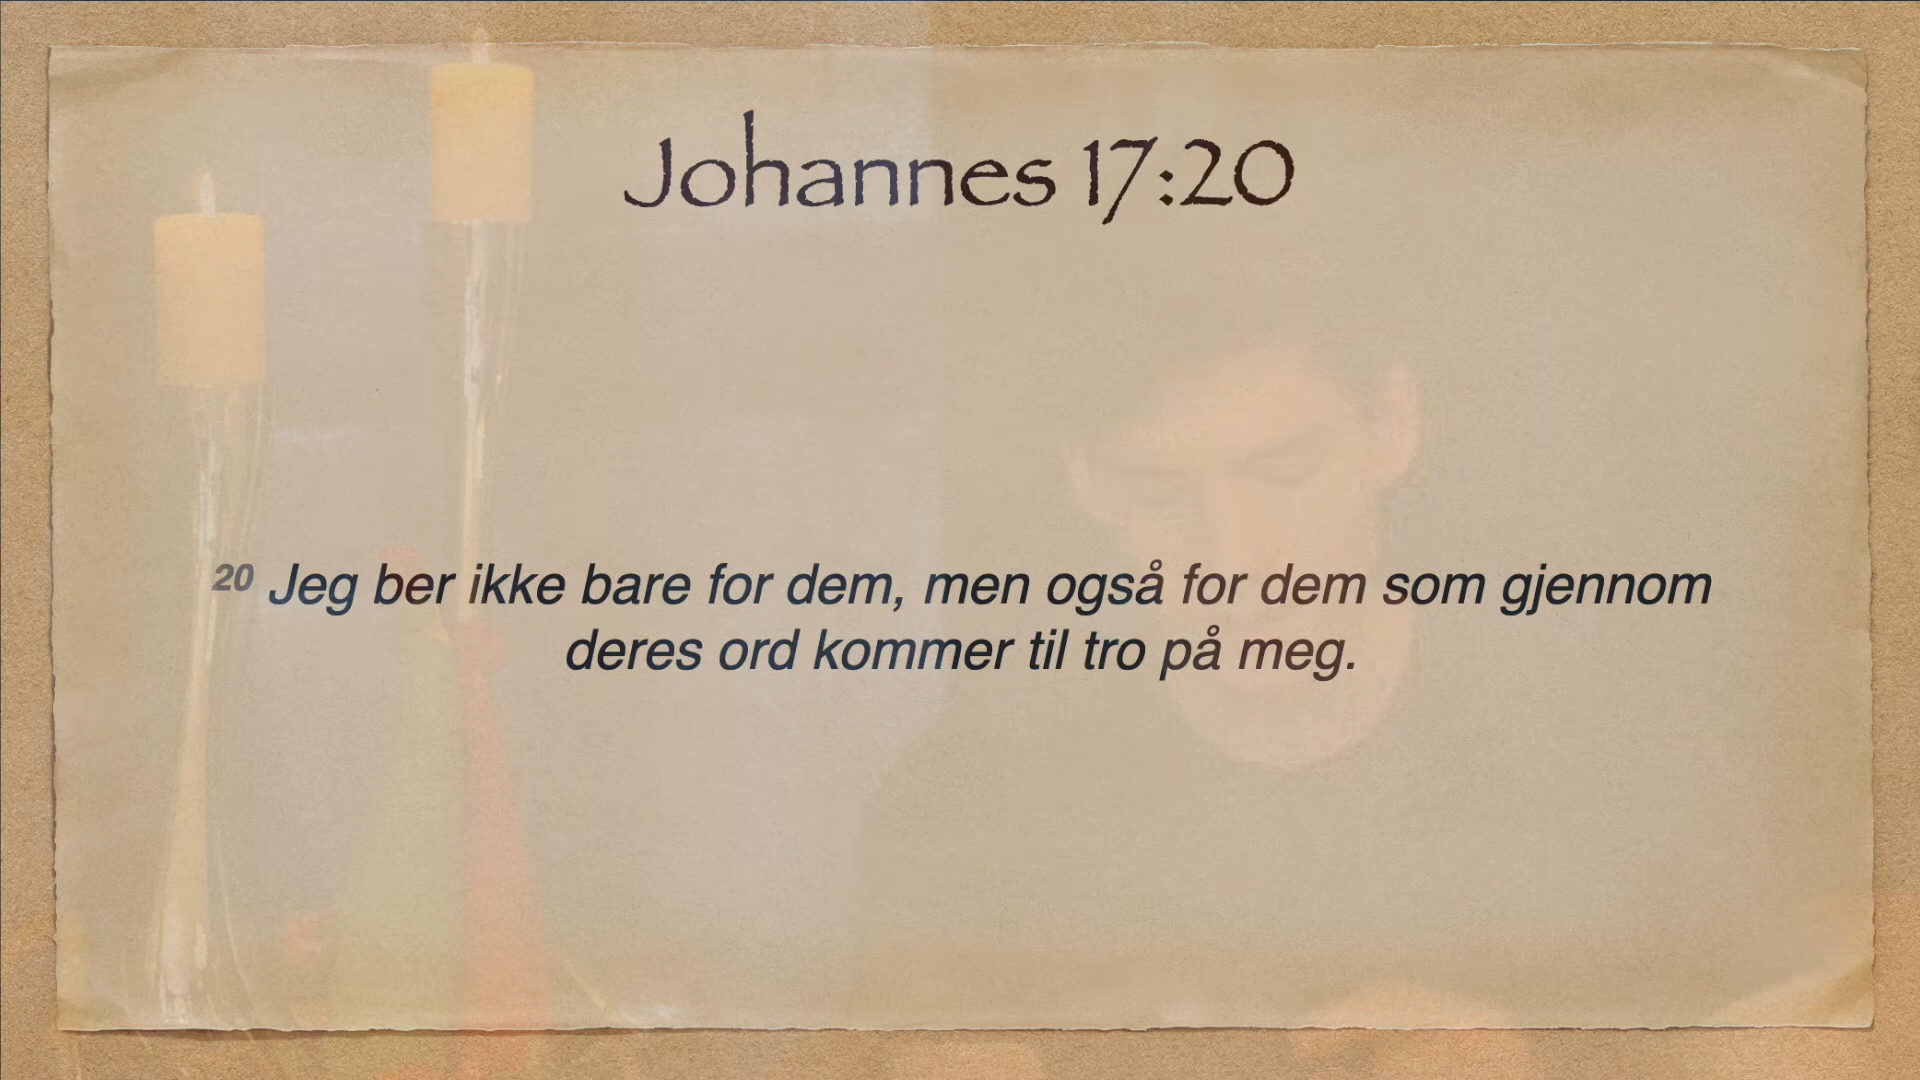 Johannes 17:20
20 Jeg ber ikke bare for dem, men også for dem som gjennom
deres ord kommer til tro på meg.